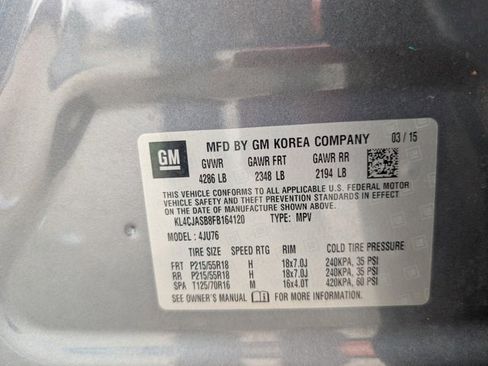 MFD BY GM KOREA COMPANY 03 / 15
GM
GVWR GAWR FRT GAWR RR
4286 LB 2348 LB 2194 LB
THIS VEHICLE CONFORMS TO ALL APPLICABLE U.S. FEDERAL MOTOR
VEHICLE SAFETY AND THEFT PREVENTION STANDARDS IN EFFECT
ON THE DATE OF MANUFACTURE SHOWN ABOVE.
KL4CJASB8FB164120 TYPE: MPV
MODEL: 4JU76
TIRE SIZE SPEED RTG RIM COLD TIRE PRESSURE
FRT P215/55R18 H 18x7.0J 240KPA, 35 PSI
RR P215/55R18 H 18x7.0J 240KPA, 35 PSI
SPA T125/70R16 M 16x4.0T 420KPA, 60 PSI
SEE OWNER'S MANUAL FOR MORE INFORMATION